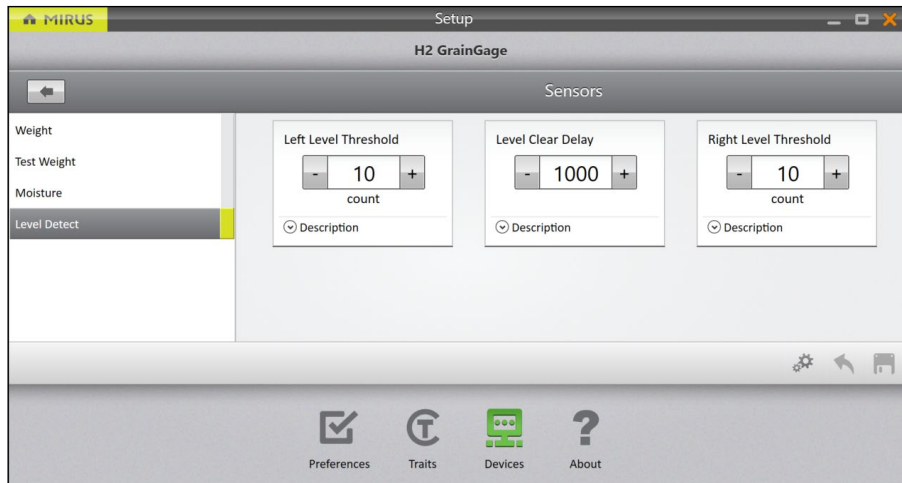 MIRUS
Setup
H2 GrainGage
Sensors
Weight
Test Weight
Moisture
Level Detect
Left Level Threshold
- 10 +
count
Description
Level Clear Delay
- 1000 +
Description
Right Level Threshold
- 10 +
count
Description
Preferences
Traits
Devices
About